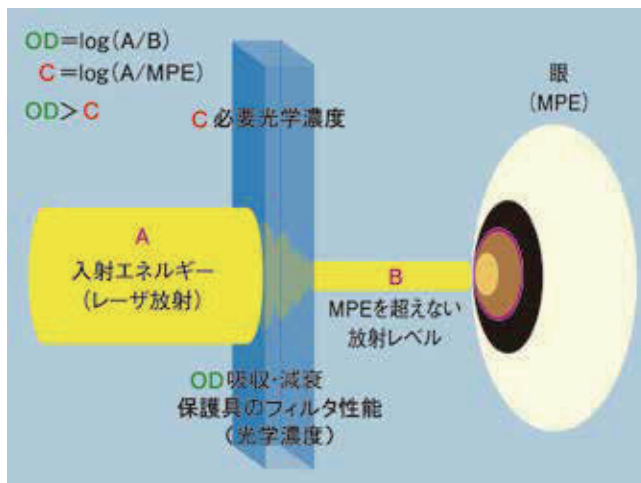 OD=log(A/B)
C=log(A/MPE)
OD>C
C 必要光学濃度
眼
(MPE)
A
入射エネルギー
(レーザ放射)
B
MPEを超えない
放射レベル
OD吸収・減衰
保護具のフィルタ性能
(光学濃度)